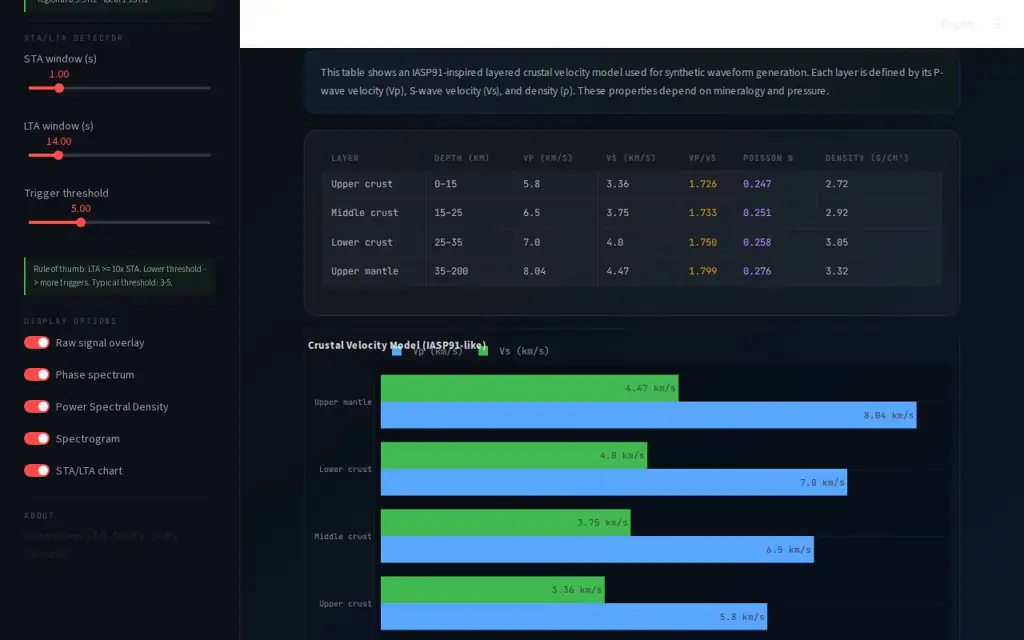 STA/LTA DETECTOR
STA window (s)
1.00
LTA window (s)
14.00
Trigger threshold
5.00
Rule of thumb: LTA >= 10x STA. Lower threshold -
> more triggers. Typical threshold: 3-5.
DISPLAY OPTIONS
Raw signal overlay
Phase spectrum
Power Spectral Density
Spectrogram
STA/LTA chart
ABOUT
Deploy
This table shows an IASP91-inspired layered crustal velocity model used for synthetic waveform generation. Each layer is defined by its P-
wave velocity (Vp), S-wave velocity (Vs), and density (ρ). These properties depend on mineralogy and pressure.
LAYER DEPTH (KM) VP (KM/S) VS (KM/S) VP/VS POISSON Ν DENSITY (G/CM³)
Upper crust 0–15 5.8 3.36 1.726 0.247 2.72
Middle crust 15–25 6.5 3.75 1.733 0.251 2.92
Lower crust 25–35 7.0 4.0 1.750 0.258 3.05
Upper mantle 35–200 8.04 4.47 1.799 0.276 3.32
Crustal Velocity Model (IASP91-like)
Vp (km/s) Vs (km/s)
Upper mantle
4.47 km/s
8.04 km/s
Lower crust
4.0 km/s
7.0 km/s
Middle crust
3.75 km/s
6.5 km/s
Upper crust
3.36 km/s
5.8 km/s